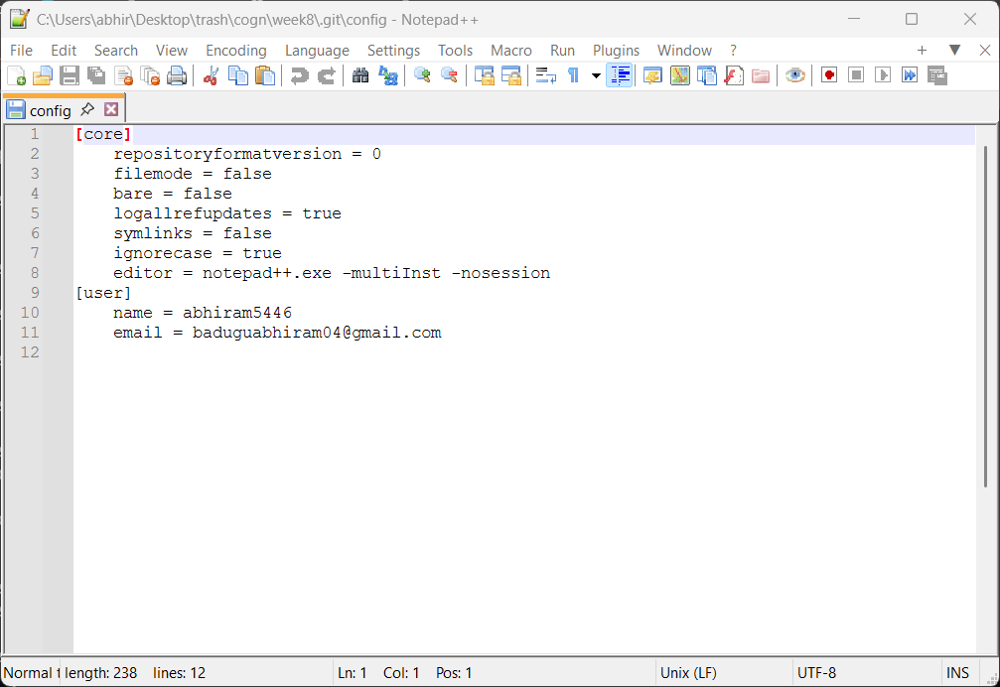 C:\Users\abhir\Desktop\trash\cogn\week8\.git\config - Notepad++
File Edit Search View Encoding Language Settings Tools Macro Run Plugins Window ? + ▼ X
config
1 [core]
2 repositoryformatversion = 0
3 filemode = false
4 bare = false
5 logallrefupdates = true
6 symlinks = false
7 ignorecase = true
8 editor = notepad++.exe -multiInst -nosession
9 [user]
10 name = abhiram5446
11 email = baduguabhiram04@gmail.com
12
Normal t length: 238 lines: 12 Ln: 1 Col: 1 Pos: 1 Unix (LF) UTF-8 INS